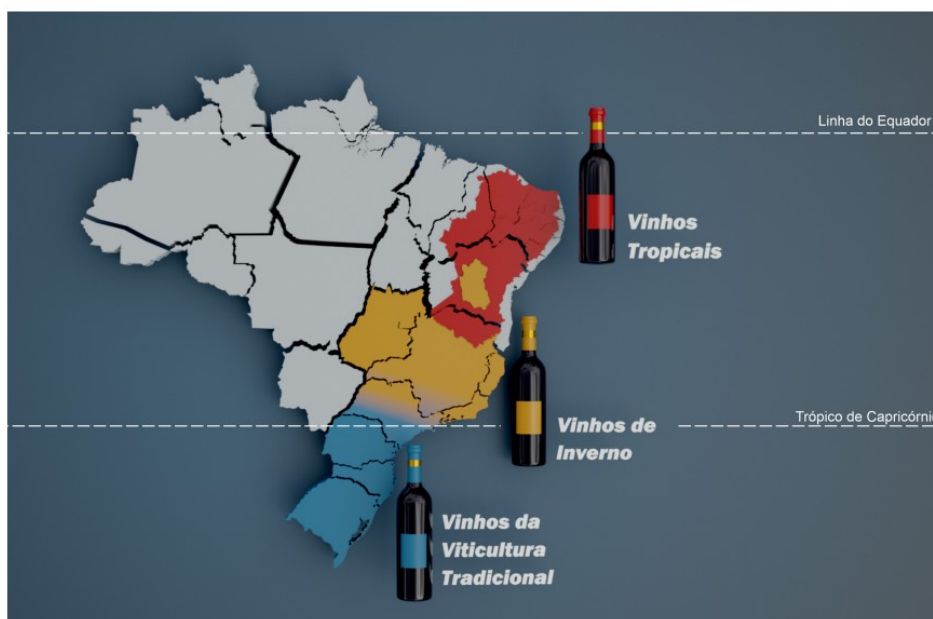 Linha do Equador
Vinhos
Tropicais
Trópico de Capricórnio
Vinhos de
Inverno
Vinhos da
Viticultura
Tradicional